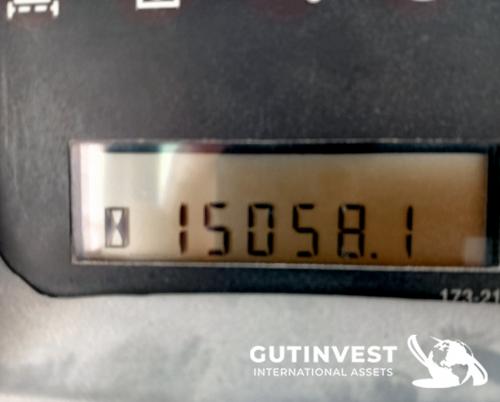 15058.1
173-21
GUTINVEST
INTERNATIONAL ASSETS